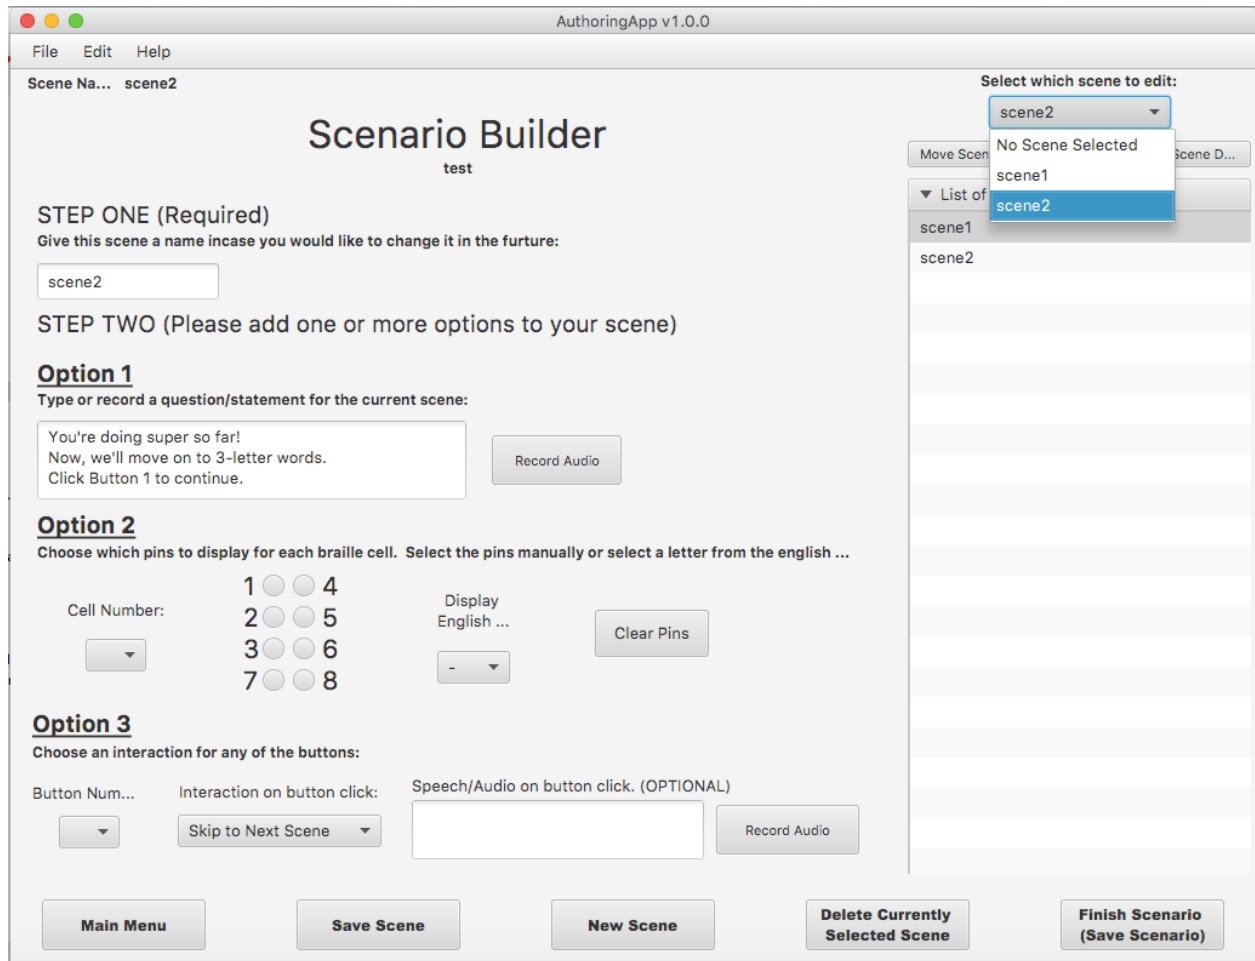 AuthoringApp v1.0.0
File Edit Help
Scene Na... scene2
Select which scene to edit:
scene2
No Scene Selected
scene1
scene2
Scenario Builder
test
Move Scen
Scene D...
List of
scene1
scene2
STEP ONE (Required)
Give this scene a name incase you would like to change it in the furture:
scene2
STEP TWO (Please add one or more options to your scene)
Option 1
Type or record a question/statement for the current scene:
You're doing super so far!
Now, we'll move on to 3-letter words.
Click Button 1 to continue.
Record Audio
Option 2
Choose which pins to display for each braille cell. Select the pins manually or select a letter from the english ...
Cell Number:
1 4
2 5
3 6
7 8
Display
English ...
-
Clear Pins
Option 3
Choose an interaction for any of the buttons:
Button Num...
Interaction on button click:
Skip to Next Scene
Speech/Audio on button click. (OPTIONAL)
Record Audio
Main Menu
Save Scene
New Scene
Delete Currently
Selected Scene
Finish Scenario
(Save Scenario)